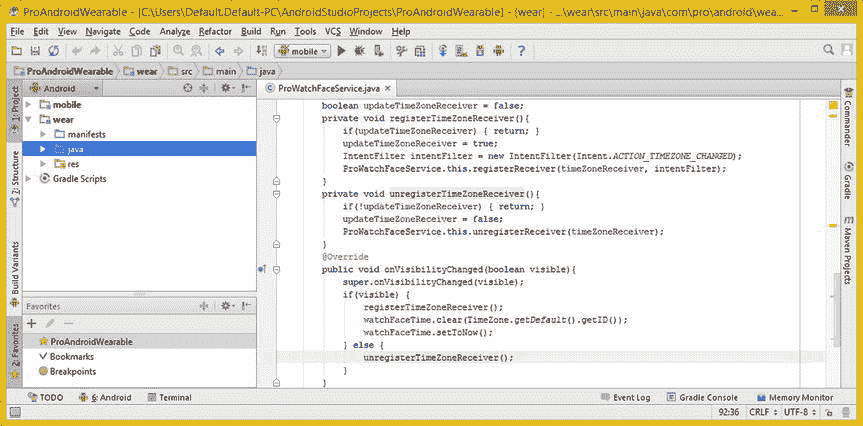 ProAndroidWearable - [C:\Users\Default.Default-PC\AndroidStudioProjects\ProAndroidWearable] - [wear] - ...\wear\src\main\java\com\pro\android\wea...
File Edit View Navigate Code Analyze Refactor Build Run Tools VCS Window Help
mobile
ProAndroidWearable wear src main java
Android
ProWatchFaceService.java
1: Project
7: Structure
Build Variants
2: Favorites
mobile
wear
manifests
java
res
Gradle Scripts
Favorites
ProAndroidWearable
Bookmarks
Breakpoints
boolean updateTimeZoneReceiver = false;
private void registerTimeZoneReceiver(){
if(updateTimeZoneReceiver) { return; }
updateTimeZoneReceiver = true;
IntentFilter intentFilter = new IntentFilter(Intent.ACTION_TIMEZONE_CHANGED);
ProWatchFaceService.this.registerReceiver(timeZoneReceiver, intentFilter);
}
private void unregisterTimeZoneReceiver(){
if(!updateTimeZoneReceiver) { return; }
updateTimeZoneReceiver = false;
ProWatchFaceService.this.unregisterReceiver(timeZoneReceiver);
}
@Override
public void onVisibilityChanged(boolean visible){
super.onVisibilityChanged(visible);
if(visible) {
registerTimeZoneReceiver();
watchFaceTime.clear(TimeZone.getDefault().getID());
watchFaceTime.setToNow();
} else {
unregisterTimeZoneReceiver();
}
}
Commander
Gradle
Maven Projects
TODO 6: Android Terminal Event Log Gradle Console Memory Monitor
92:36 CRLF UTF-8